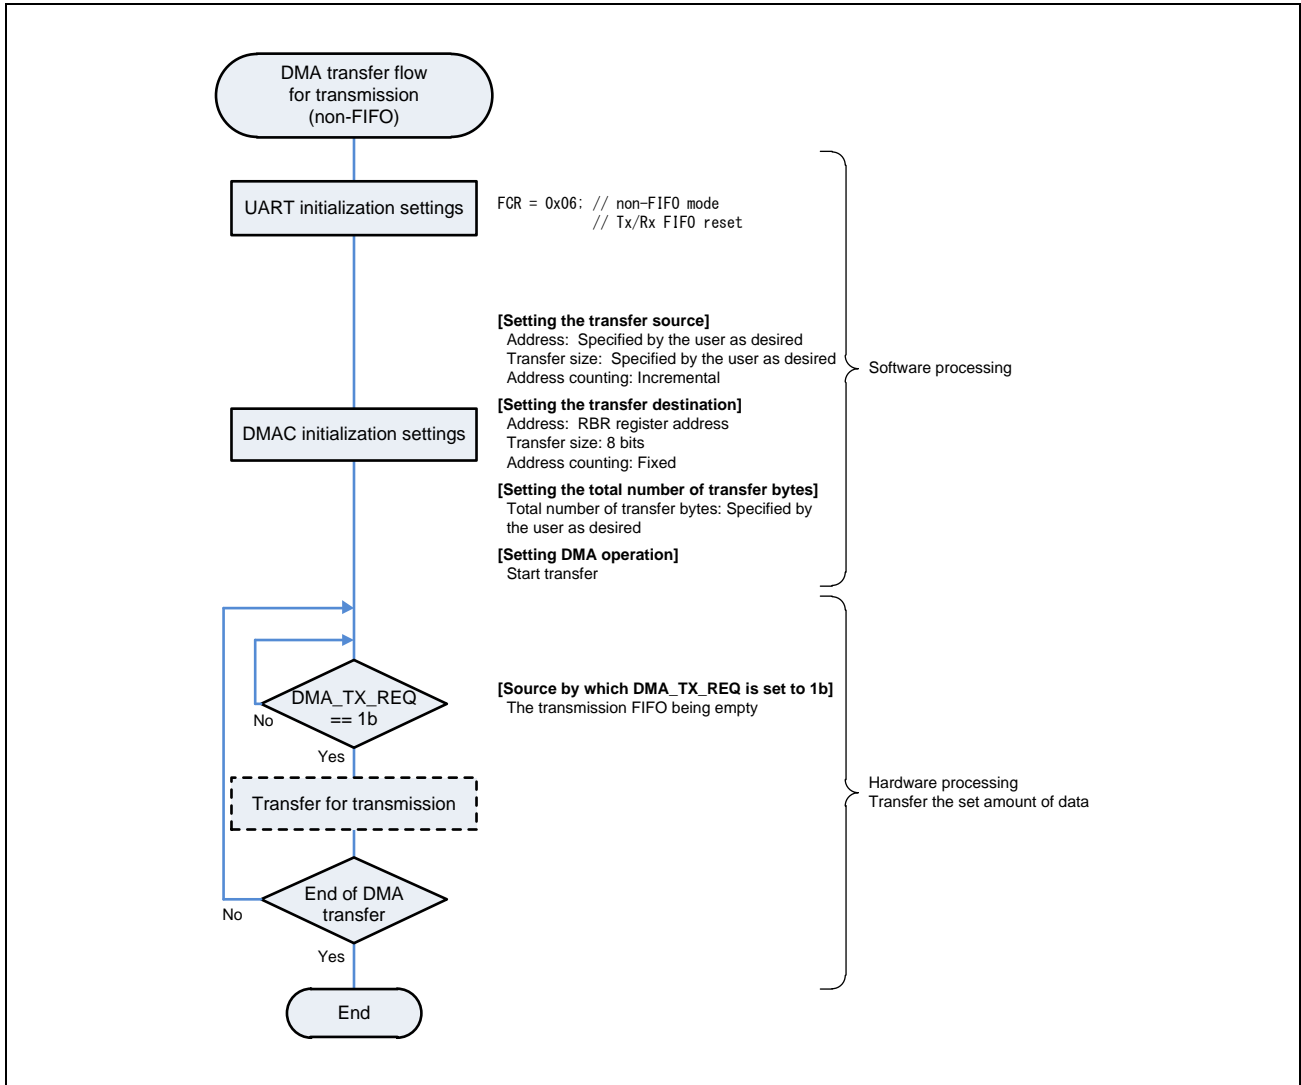 DMA transfer flow
for transmission
(non-FIFO)
UART initialization settings
FCR = 0x06; // non-FIFO mode
// Tx/Rx FIFO reset
[Setting the transfer source]
Address: Specified by the user as desired
Transfer size: Specified by the user as desired
Address counting: Incremental
Software processing
[Setting the transfer destination]
Address: RBR register address
Transfer size: 8 bits
Address counting: Fixed
DMAC initialization settings
[Setting the total number of transfer bytes]
Total number of transfer bytes: Specified by
the user as desired
[Setting DMA operation]
Start transfer
DMA_TX_REQ
== 1b
No
Yes
[Source by which DMA_TX_REQ is set to 1b]
The transmission FIFO being empty
Transfer for transmission
Hardware processing
Transfer the set amount of data
End of DMA
transfer
No
Yes
End